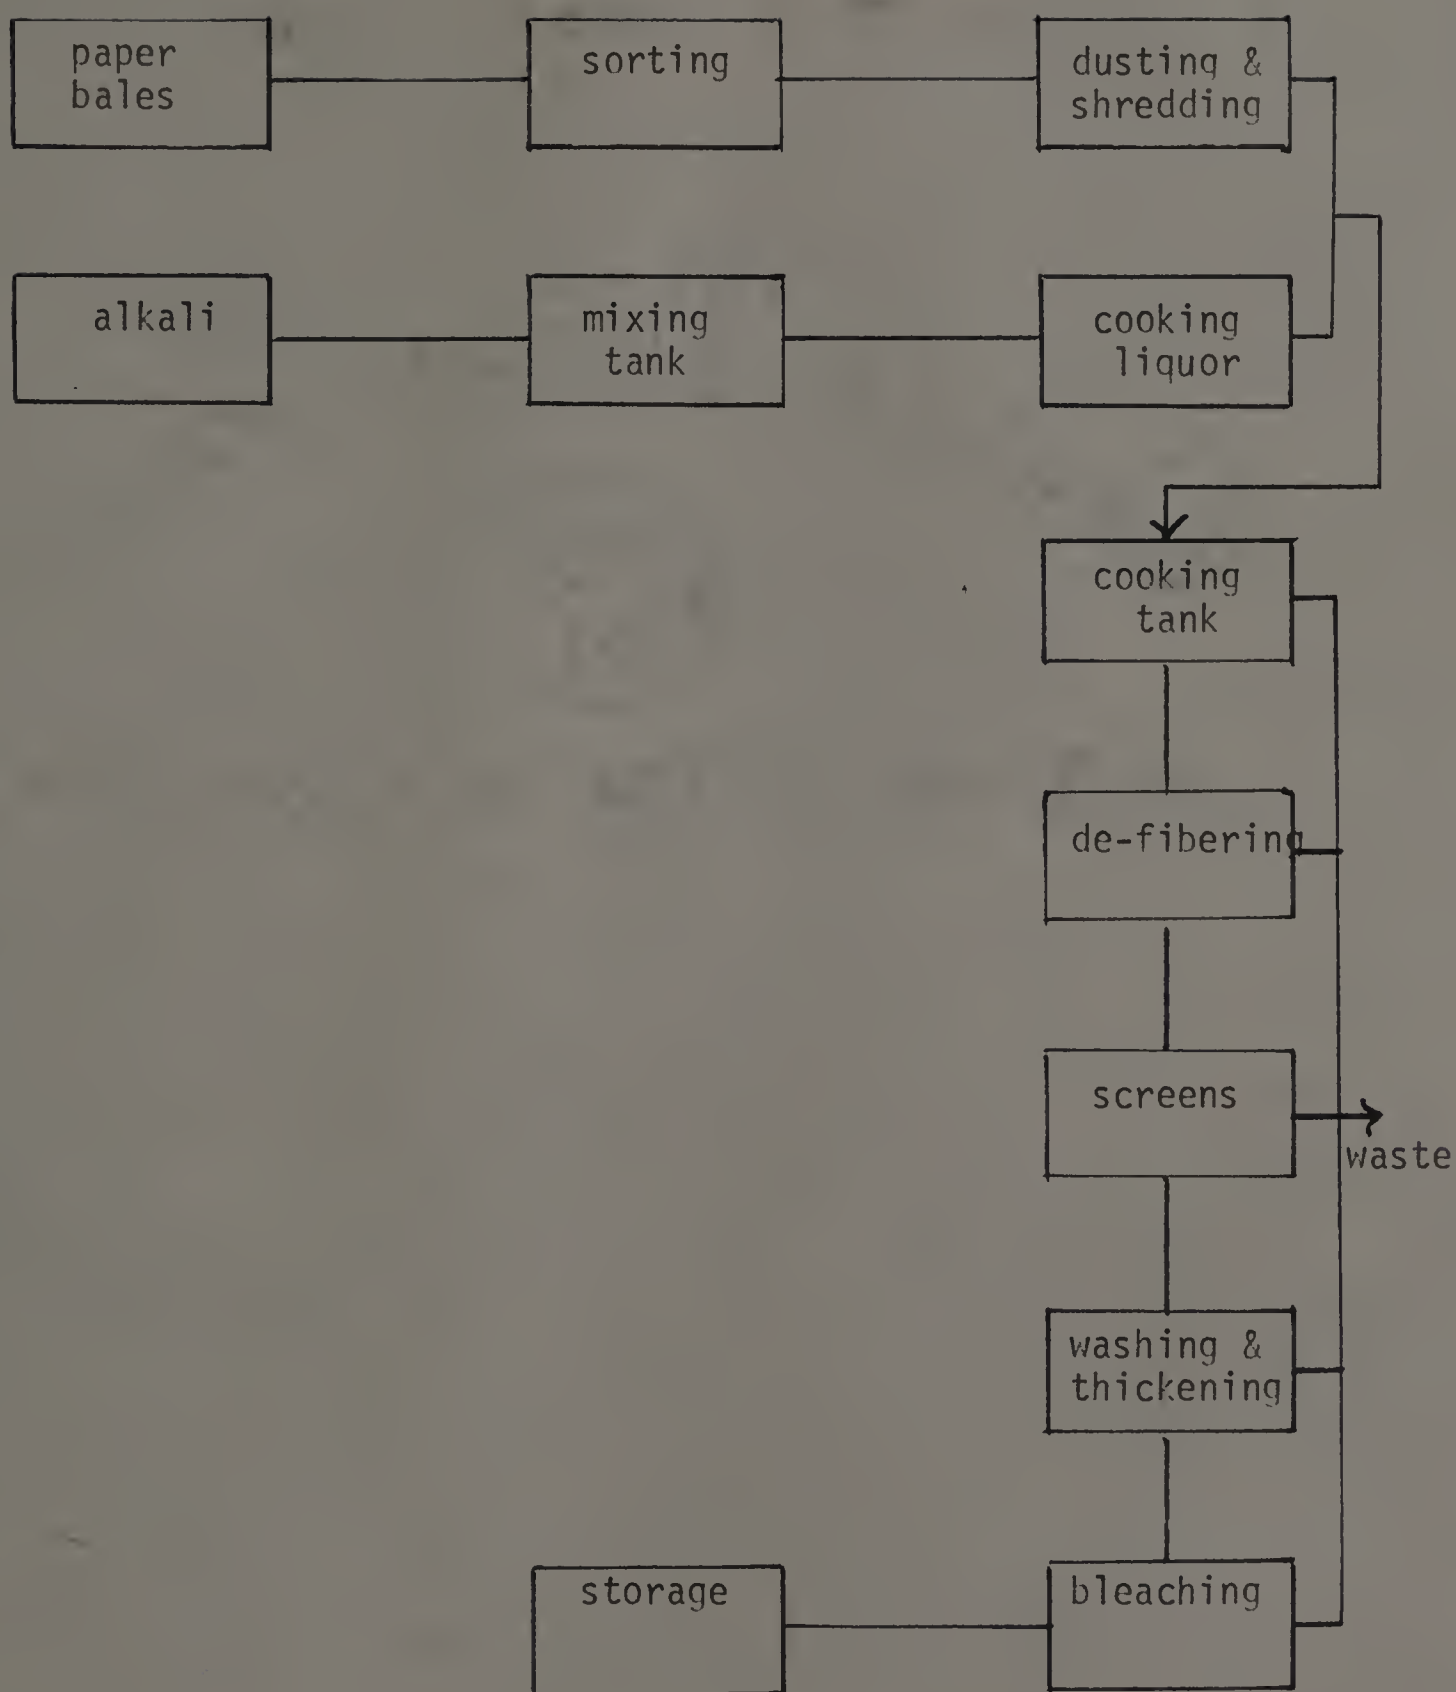 paper
bales
sorting
dusting &
shredding
alkali
mixing
tank
cooking
liquor
cooking
tank
de-fibering
screens
waste
washing &
thickening
storage
bleaching